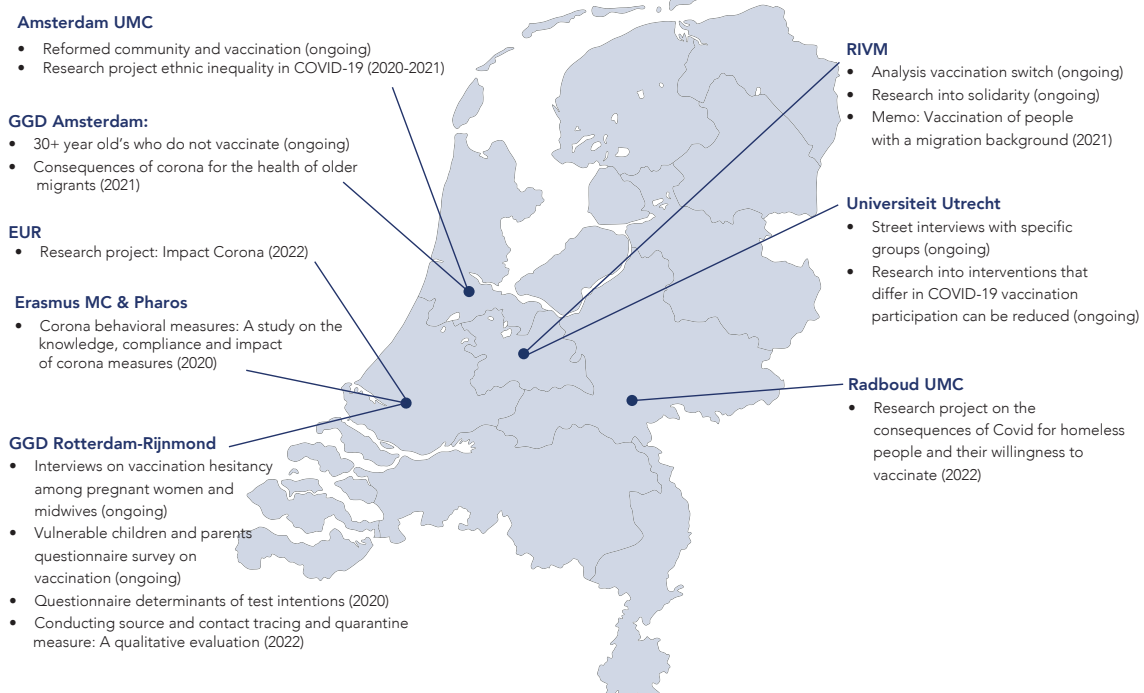 Amsterdam UMC
• Reformed community and vaccination (ongoing)
• Research project ethnic inequality in COVID-19 (2020-2021)
GGD Amsterdam:
• 30+ year old's who do not vaccinate (ongoing)
• Consequences of corona for the health of older
migrants (2021)
EUR
• Research project: Impact Corona (2022)
Erasmus MC & Pharos
• Corona behavioral measures: A study on the
knowledge, compliance and impact
of corona measures (2020)
GGD Rotterdam-Rijnmond
• Interviews on vaccination hesitancy
among pregnant women and
midwives (ongoing)
• Vulnerable children and parents
questionnaire survey on
vaccination (ongoing)
• Questionnaire determinants of test intentions (2020)
• Conducting source and contact tracing and quarantine
measure: A qualitative evaluation (2022)
RIVM
• Analysis vaccination switch (ongoing)
• Research into solidarity (ongoing)
• Memo: Vaccination of people
with a migration background (2021)
Universiteit Utrecht
• Street interviews with specific
groups (ongoing)
• Research into interventions that
differ in COVID-19 vaccination
participation can be reduced (ongoing)
Radboud UMC
• Research project on the
consequences of Covid for homeless
people and their willingness to
vaccinate (2022)